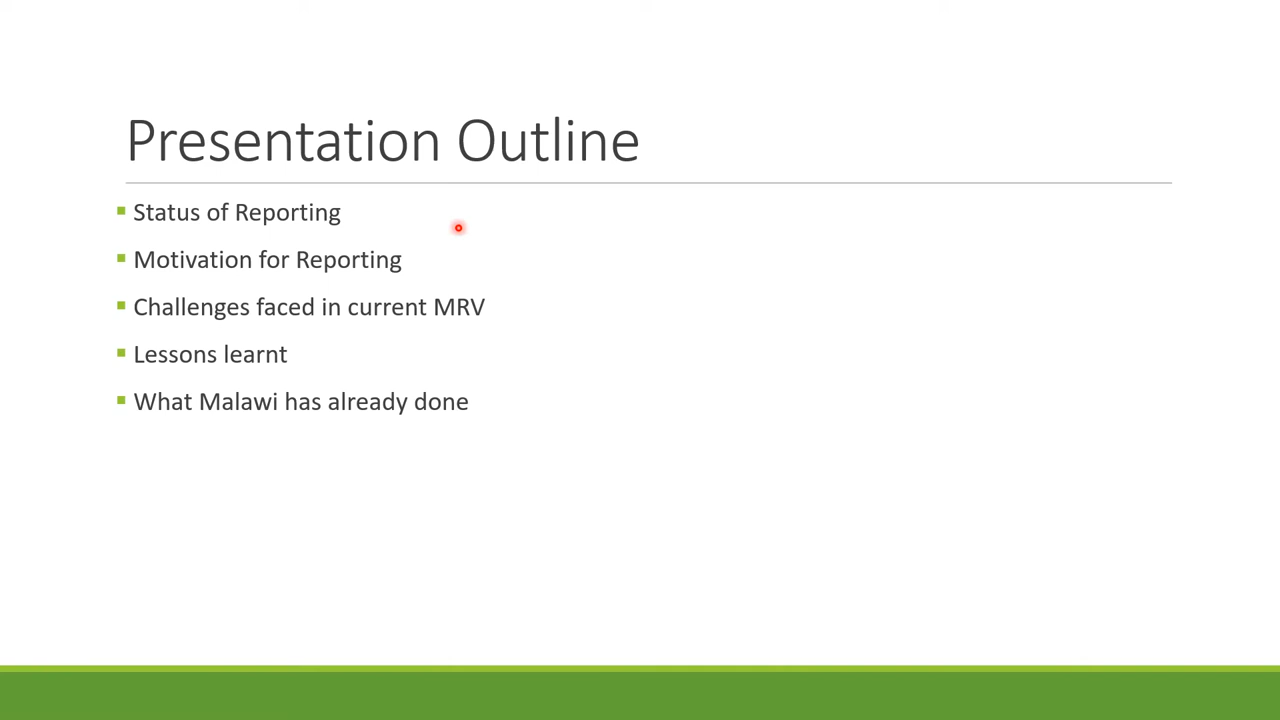 Presentation Outline
Status of Reporting
Motivation for Reporting
Challenges faced in current MRV
Lessons learnt
What Malawi has already done